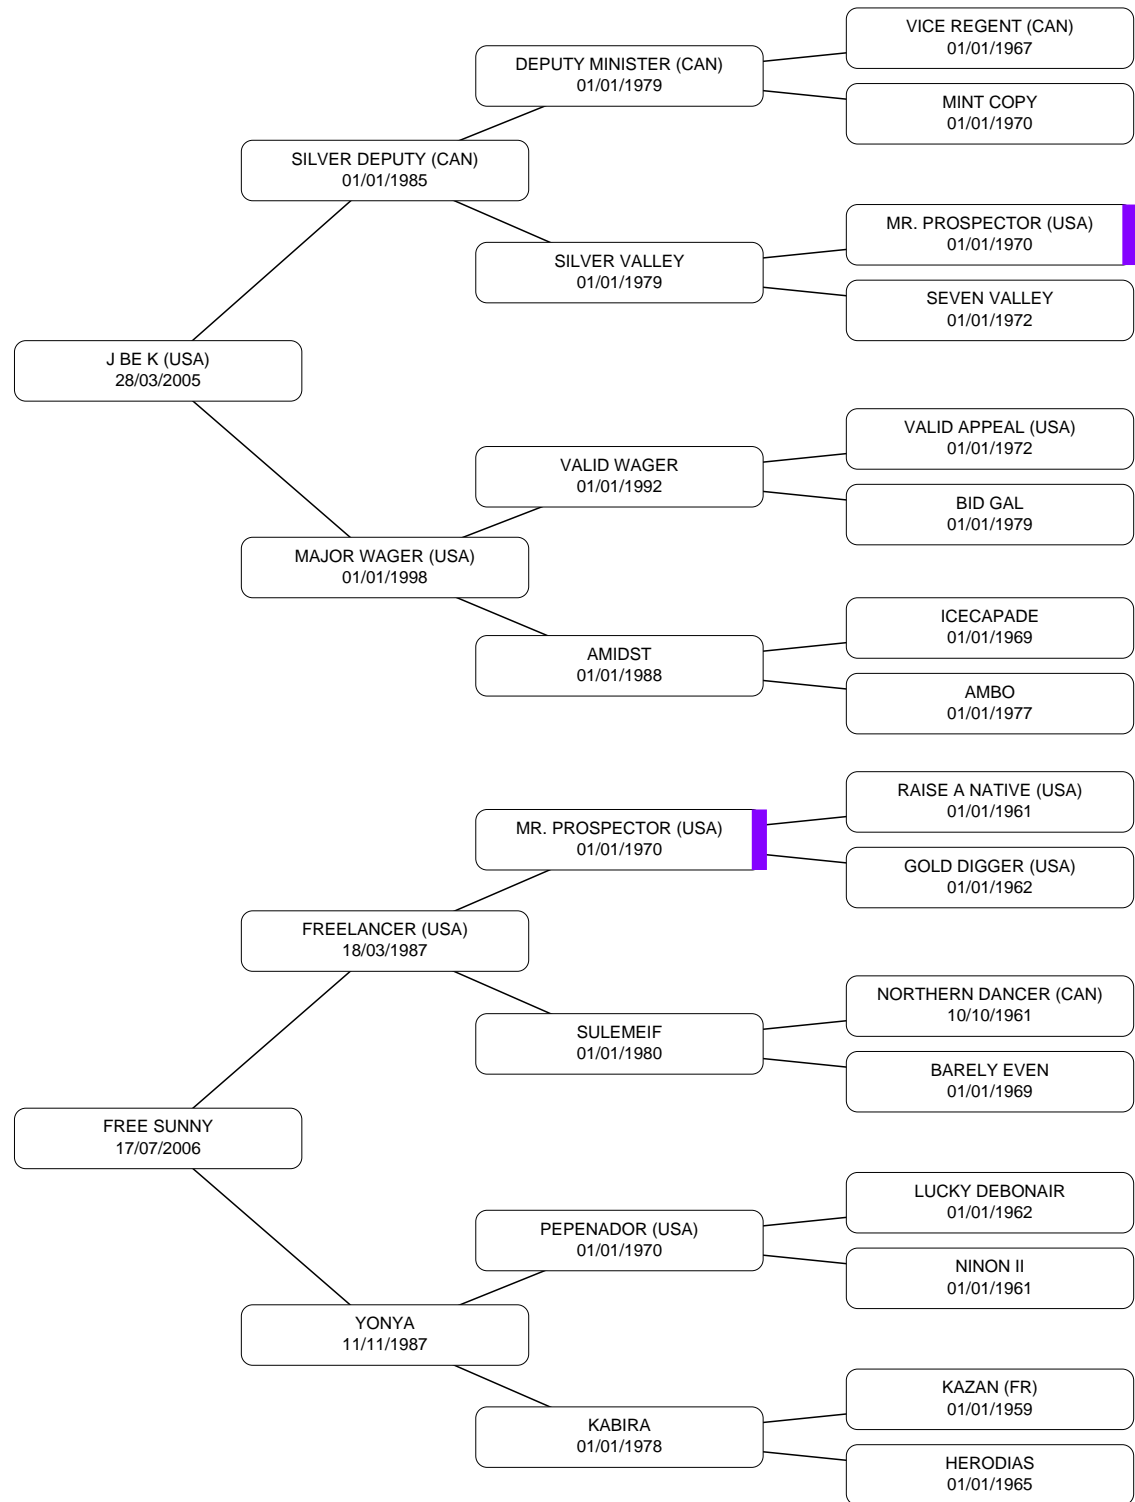 VICE REGENT (CAN)
01/01/1967
DEPUTY MINISTER (CAN)
01/01/1979
MINT COPY
01/01/1970
SILVER DEPUTY (CAN)
01/01/1985
MR. PROSPECTOR (USA)
01/01/1970
SILVER VALLEY
01/01/1979
SEVEN VALLEY
01/01/1972
J BE K (USA)
28/03/2005
VALID APPEAL (USA)
01/01/1972
VALID WAGER
01/01/1992
BID GAL
01/01/1979
MAJOR WAGER (USA)
01/01/1998
ICECAPADE
01/01/1969
AMIDST
01/01/1988
AMBO
01/01/1977
RAISE A NATIVE (USA)
01/01/1961
MR. PROSPECTOR (USA)
01/01/1970
GOLD DIGGER (USA)
01/01/1962
FREELANCER (USA)
18/03/1987
NORTHERN DANCER (CAN)
10/10/1961
SULEMEIF
01/01/1980
BARELY EVEN
01/01/1969
FREE SUNNY
17/07/2006
LUCKY DEBONAIR
01/01/1962
PEPENADOR (USA)
01/01/1970
NINON II
01/01/1961
YONYA
11/11/1987
KAZAN (FR)
01/01/1959
KABIRA
01/01/1978
HERODIAS
01/01/1965